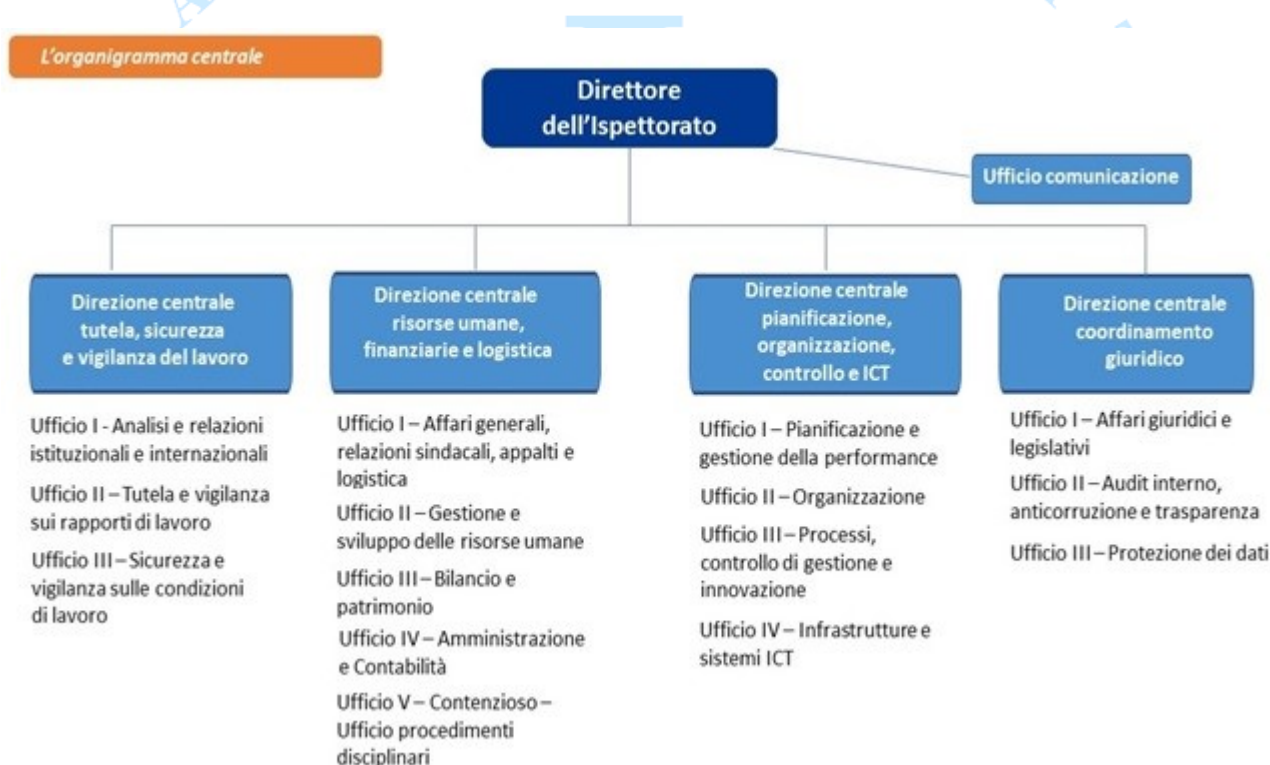 L'organigramma centrale
Direttore
dell'Ispettorato
Ufficio comunicazione
Direzione centrale
tutela, sicurezza
e vigilanza del lavoro
Ufficio I - Analisi e relazioni
istituzionali e internazionali
Ufficio II – Tutela e vigilanza
sui rapporti di lavoro
Ufficio III – Sicurezza e
vigilanza sulle condizioni
di lavoro
Direzione centrale
risorse umane,
finanziarie e logistica
Ufficio I – Affari generali,
relazioni sindacali, appalti e
logistica
Ufficio II – Gestione e
sviluppo delle risorse umane
Ufficio III – Bilancio e
patrimonio
Ufficio IV – Amministrazione
e Contabilità
Ufficio V – Contenzioso –
Ufficio procedimenti
disciplinari
Direzione centrale
pianificazione,
organizzazione,
controllo e ICT
Ufficio I – Pianificazione e
gestione della performance
Ufficio II – Organizzazione
Ufficio III – Processi,
controllo di gestione e
innovazione
Ufficio IV – Infrastrutture e
sistemi ICT
Direzione centrale
coordinamento
giuridico
Ufficio I – Affari giuridici e
legislativi
Ufficio II – Audit interno,
anticorruzione e trasparenza
Ufficio III – Protezione dei dati